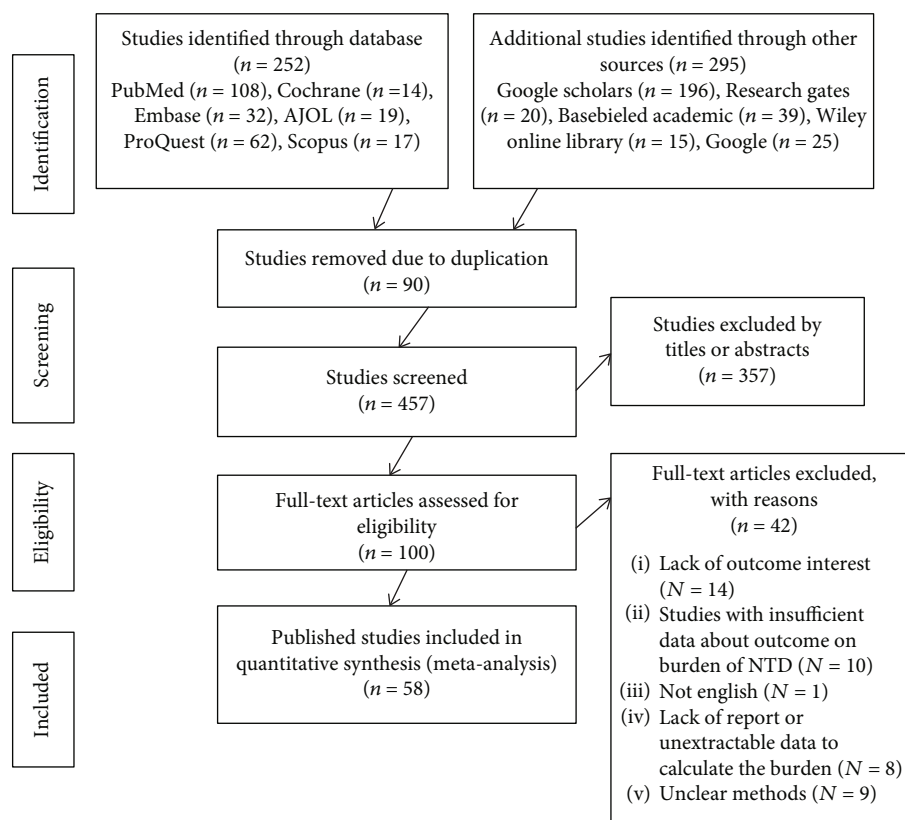 Identification
Studies identified through database
(n = 252)
PubMed (n = 108), Cochrane (n =14),
Embase (n = 32), AJOL (n = 19),
ProQuest (n = 62), Scopus (n = 17)
Additional studies identified through other
sources (n = 295)
Google scholars (n = 196), Research gates
(n = 20), Basebieled academic (n = 39), Wiley
online library (n = 15), Google (n = 25)
Studies removed due to duplication
(n = 90)
Screening
Studies screened
(n = 457)
Studies excluded by
titles or abstracts
(n = 357)
Eligibility
Full-text articles assessed for
eligibility
(n = 100)
Full-text articles excluded,
with reasons
(n = 42)
(i) Lack of outcome interest
(N = 14)
(ii) Studies with insufficient
data about outcome on
burden of NTD (N = 10)
(iii) Not english (N = 1)
(iv) Lack of report or
unextractable data to
calculate the burden (N = 8)
(v) Unclear methods (N = 9)
Included
Published studies included in
quantitative synthesis (meta-analysis)
(n = 58)